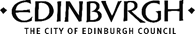 ·EDINBVRGH·
THE CITY OF EDINBURGH COUNCIL